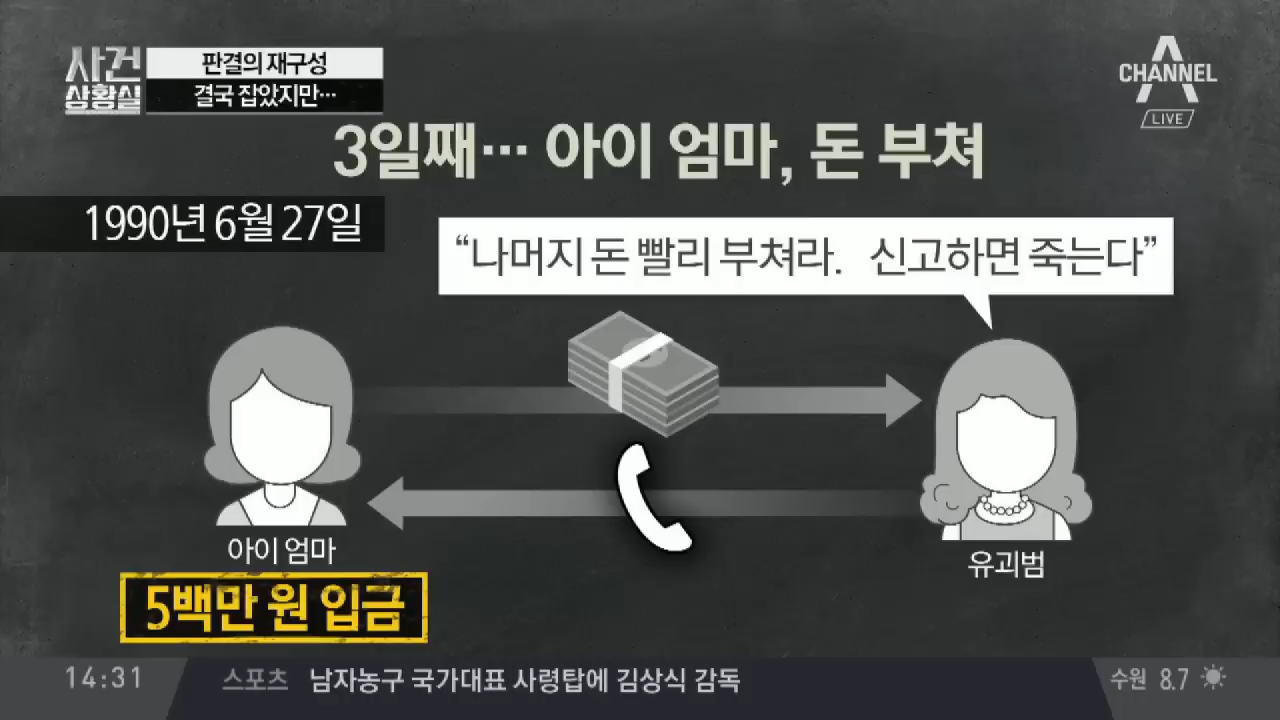 사건
상황실
판결의 재구성
결국 잡았지만…
CHANNEL
A
LIVE
3일째… 아이 엄마, 돈 부쳐
1990년 6월 27일
“나머지 돈 빨리 부쳐라. 신고하면 죽는다”
아이 엄마
유괴범
5백만 원 입금
14:31
스포츠 남자농구 국가대표 사령탑에 김상식 감독
수원 8.7